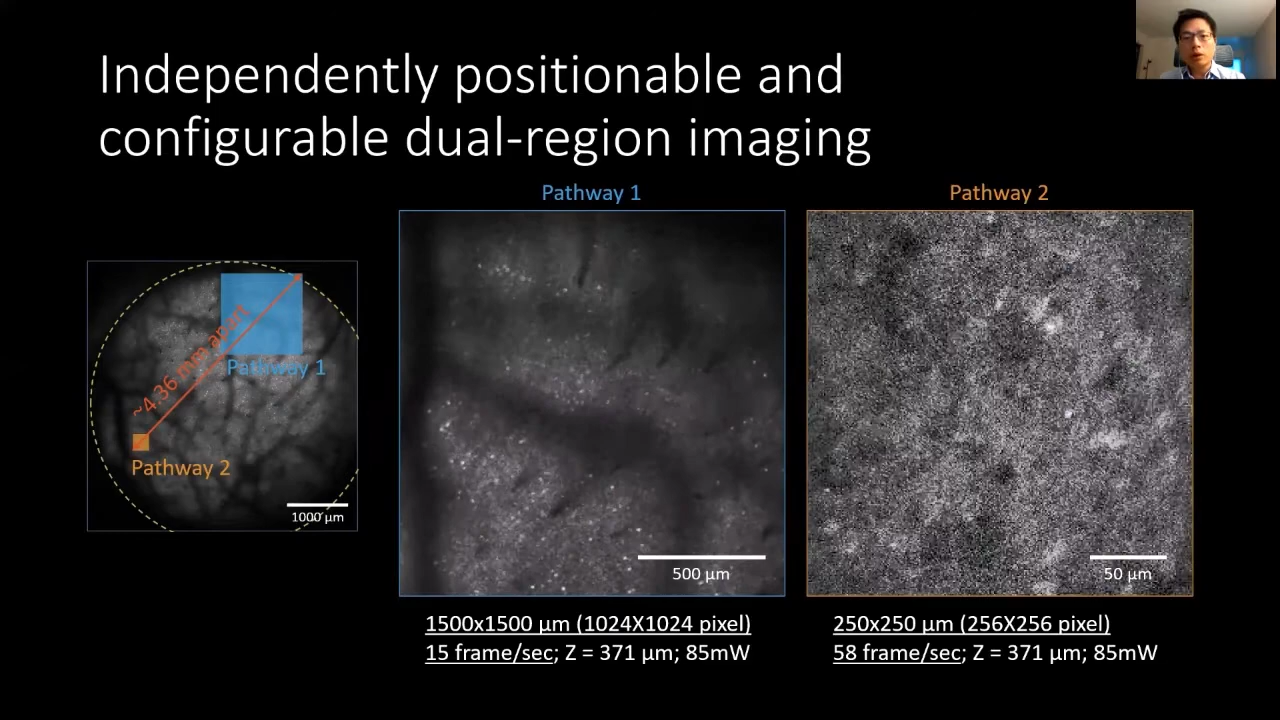 Independently positionable and
configurable dual-region imaging
Pathway 1
Pathway 2
~4.36 mm apart
Pathway 1
Pathway 2
1000 µm
500 µm
50 µm
1500x1500 µm (1024X1024 pixel)
15 frame/sec; Z = 371 µm; 85mW
250x250 µm (256X256 pixel)
58 frame/sec; Z = 371 µm; 85mW